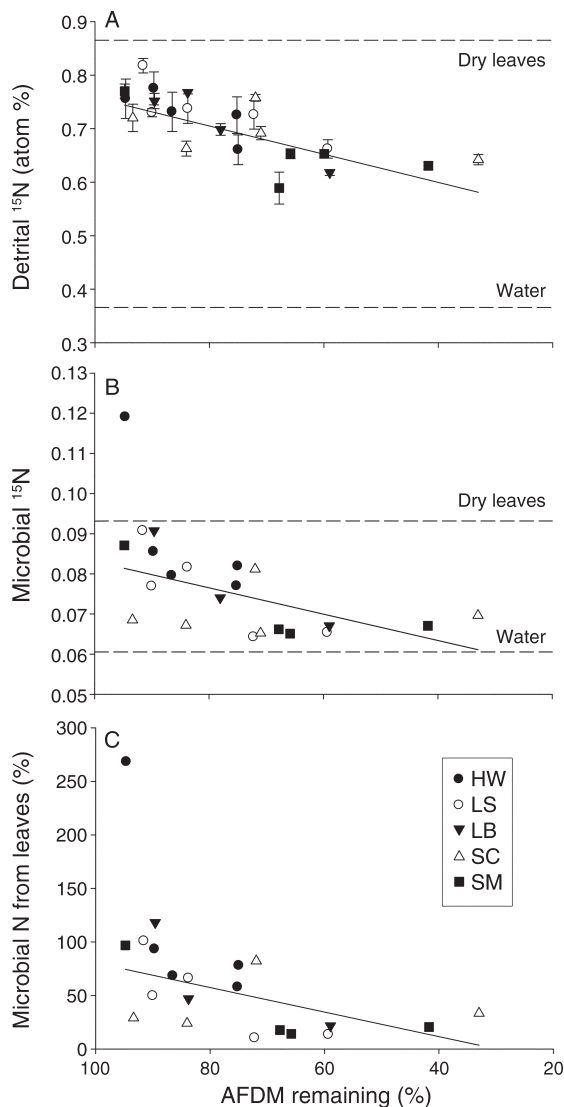 A
0.9
0.8
0.7
0.6
0.5
0.4
0.3
Detrital ¹⁵N (atom %)
Dry leaves
Water
B
0.13
0.12
0.11
0.10
0.09
0.08
0.07
0.06
0.05
Microbial ¹⁵N
Dry leaves
Water
C
300
250
200
150
100
50
0
Microbial N from leaves (%)
HW
LS
LB
SC
SM
100 80 60 40 20
AFDM remaining (%)